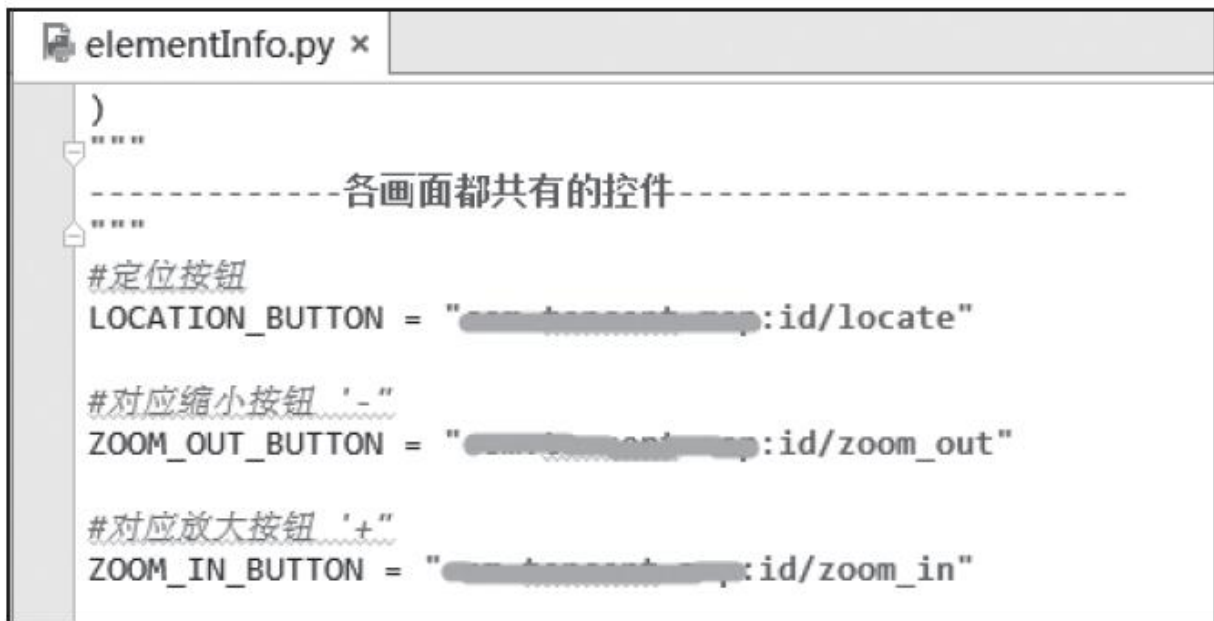 elementInfo.py ×
)
"""
-------------各画面都共有的控件-----------------------
"""
#定位按钮
LOCATION_BUTTON = ":id/locate"
#对应缩小按钮 '-"
ZOOM_OUT_BUTTON = ":id/zoom_out"
#对应放大按钮 '+"
ZOOM_IN_BUTTON = ":id/zoom_in"